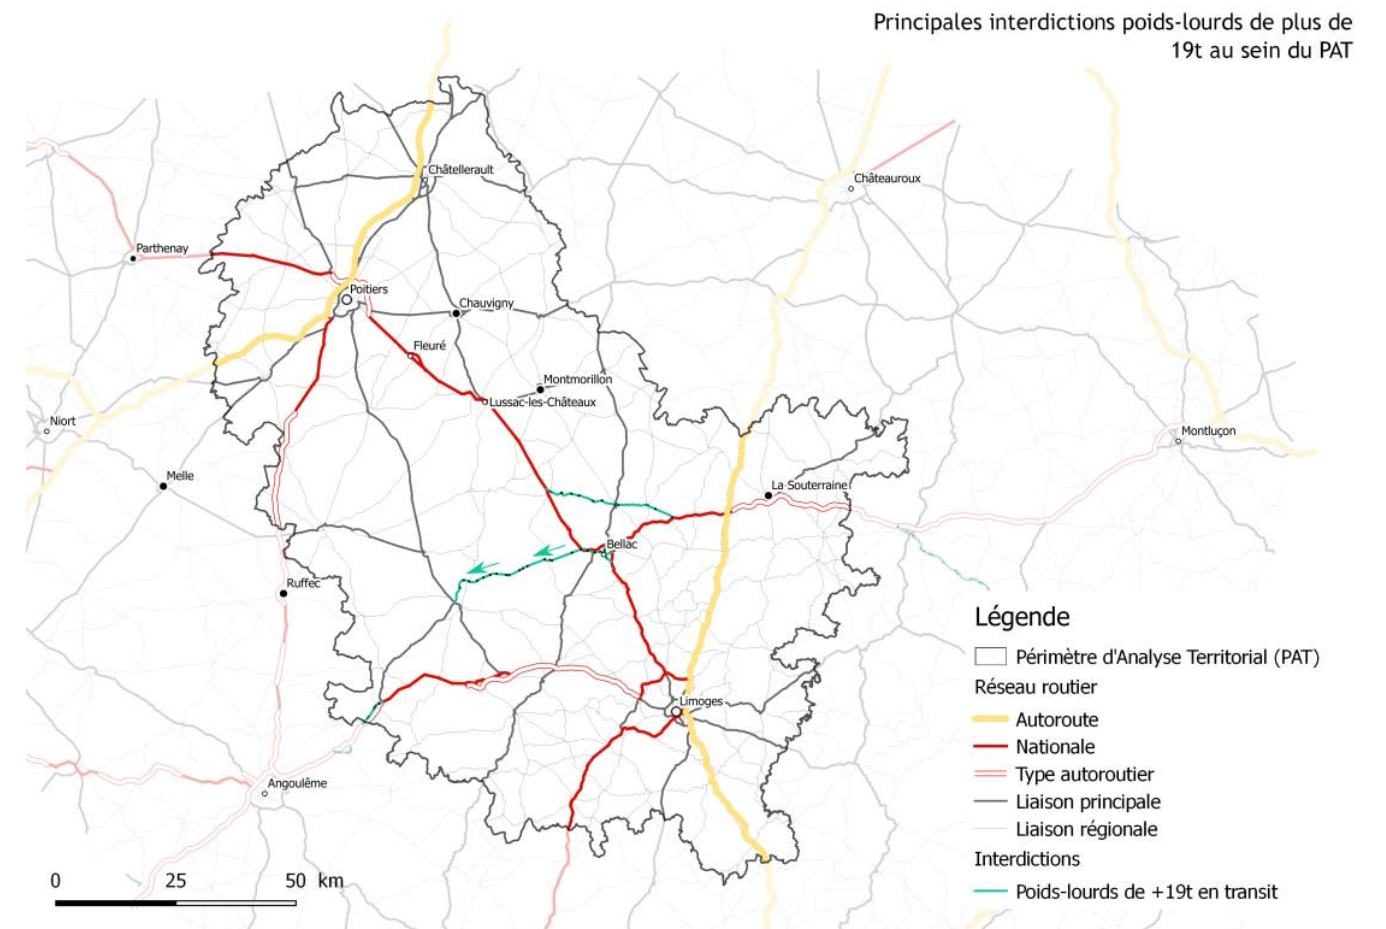 Principales interdictions poids-lourds de plus de
19t au sein du PAT
Châtellerault
Châteauroux
Parthenay
Poitiers
Chauvigny
Fleuré
Montmorillon
Lussac-les-Châteaux
Niort
Montluçon
Melle
La Souterraine
Bellac
Ruffec
Limoges
Angoulême
0 25 50 km
Légende
Périmètre d'Analyse Territorial (PAT)
Réseau routier
Autoroute
Nationale
Type autoroutier
Liaison principale
Liaison régionale
Interdictions
Poids-lourds de +19t en transit